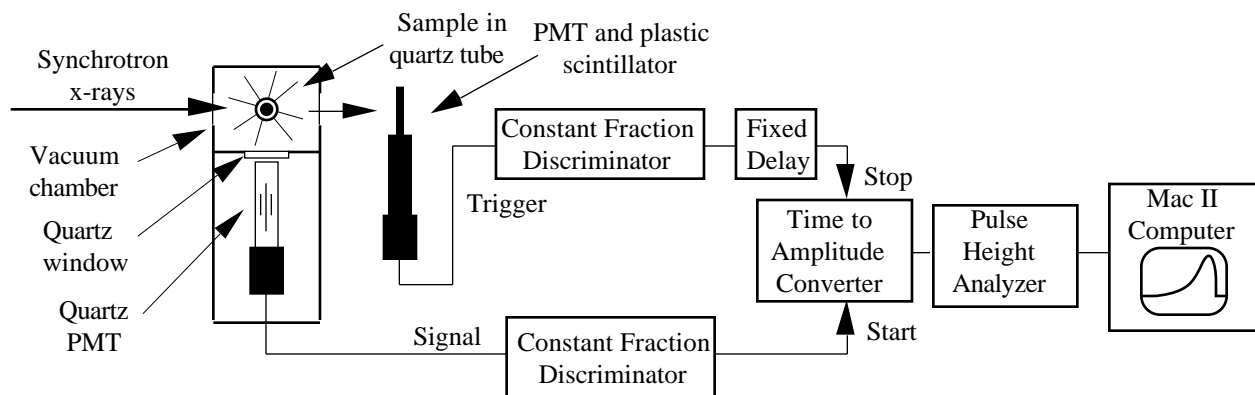 Synchrotron
x-rays
Sample in
quartz tube
PMT and plastic
scintillator
Vacuum
chamber
Quartz
window
Quartz
PMT
Trigger
Constant Fraction
Discriminator
Fixed
Delay
Stop
Time to
Amplitude
Converter
Pulse
Height
Analyzer
Mac II
Computer
Signal
Constant Fraction
Discriminator
Start